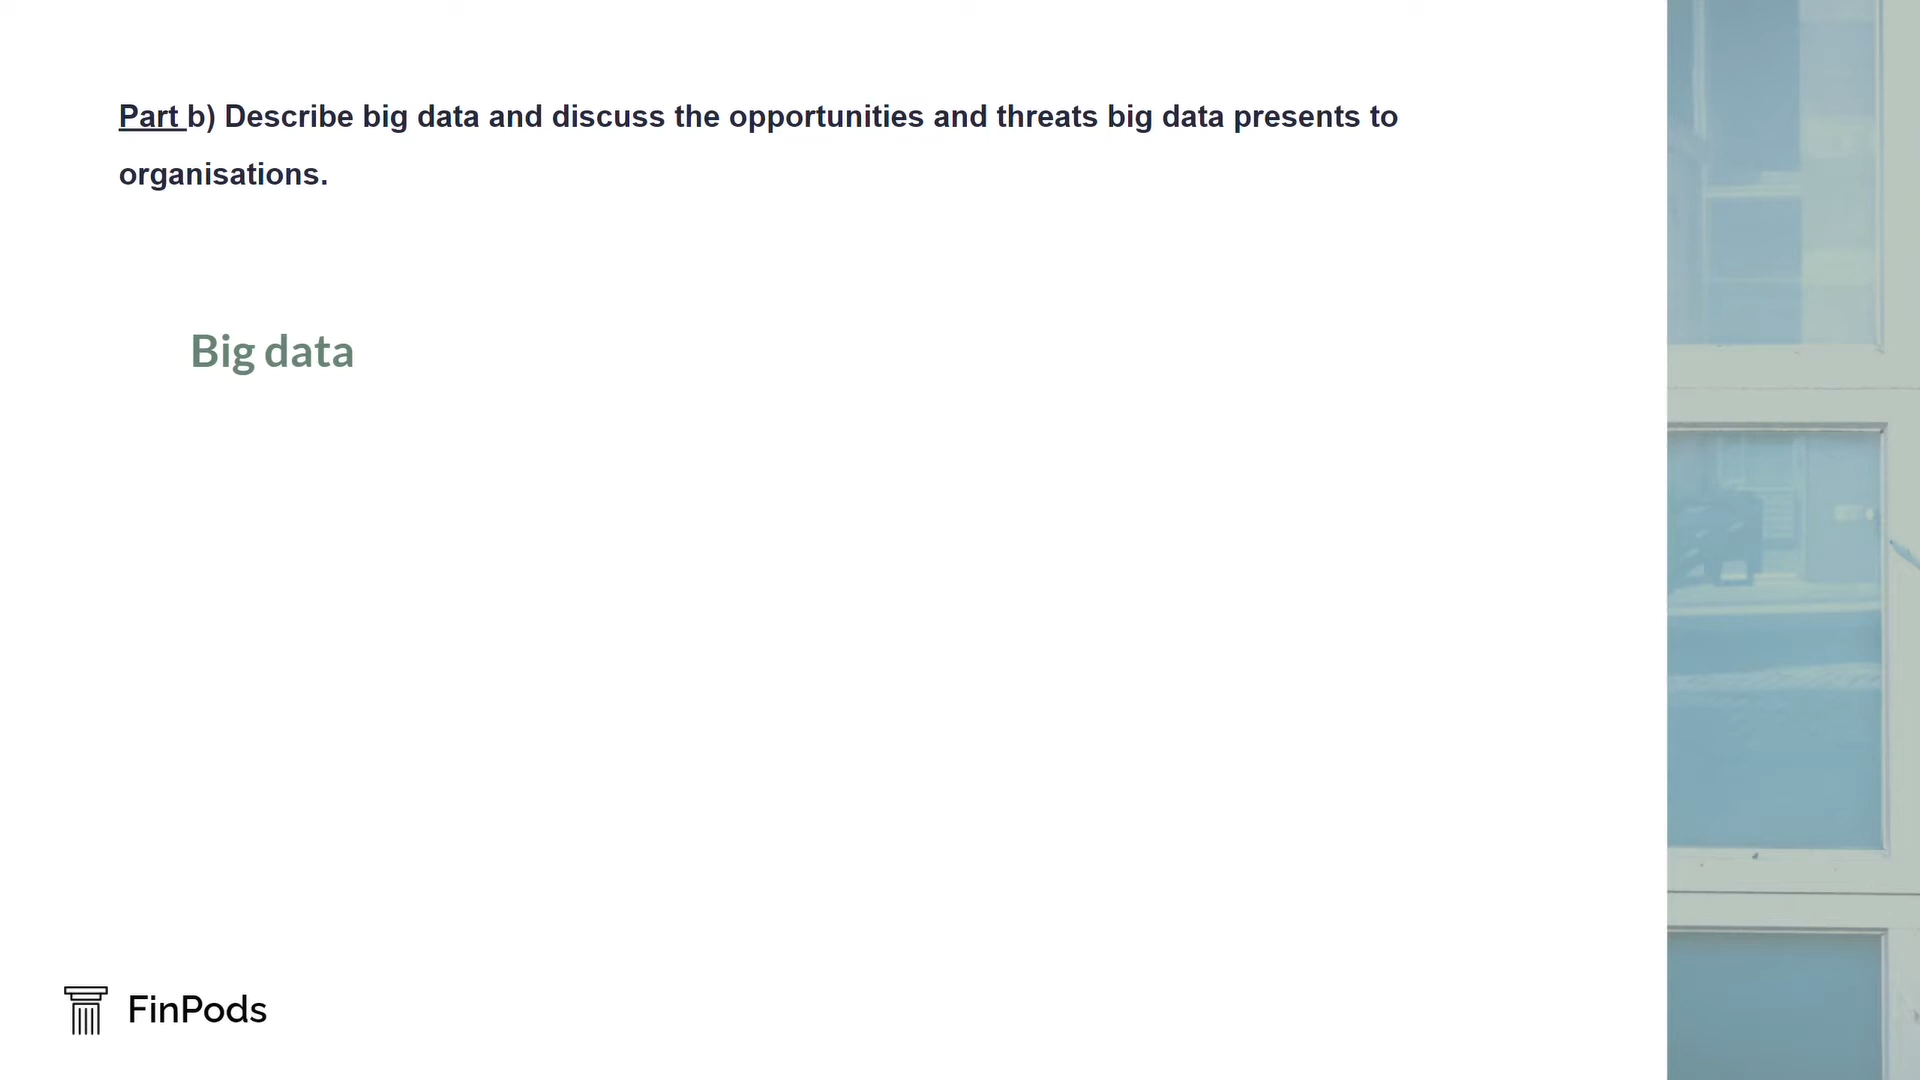 Part b) Describe big data and discuss the opportunities and threats big data presents to
organisations.
Big data
FinPods